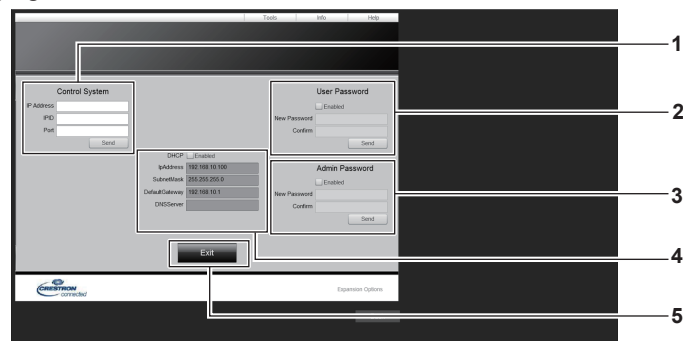 Tools Info Help
1
Control System
User Password
IP Address
Enabled
2
IPID
New Password
Port
Confirm
Send
Send
DHCP Enabled
IpAddress 192.168.10.100
Admin Password
SubnetMask 255.255.255.0
Enabled
DefaultGateway 192.168.10.1
New Password
3
DNSServer
Confirm
Send
Exit
4
CRESTRON
connected
Expansion Options
5